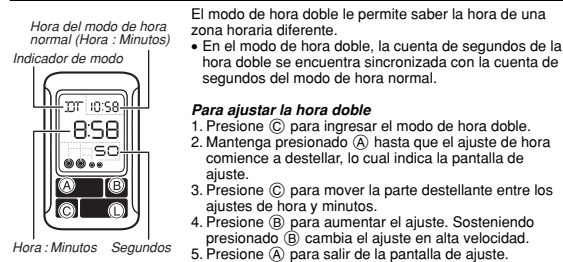 Hora del modo de hora
normal (Hora : Minutos)
Indicador de modo
DT 10:58
8:58
50
A B
C L
Hora : Minutos Segundos
El modo de hora doble le permite saber la hora de una
zona horaria diferente.
• En el modo de hora doble, la cuenta de segundos de la
hora doble se encuentra sincronizada con la cuenta de
segundos del modo de hora normal.
Para ajustar la hora doble
1. Presione Ⓒ para ingresar el modo de hora doble.
2. Mantenga presionado Ⓐ hasta que el ajuste de hora
comience a destellar, lo cual indica la pantalla de
ajuste.
3. Presione Ⓒ para mover la parte destellante entre los
ajustes de hora y minutos.
4. Presione Ⓑ para aumentar el ajuste. Sosteniendo
presionado Ⓑ cambia el ajuste en alta velocidad.
5. Presione Ⓐ para salir de la pantalla de ajuste.